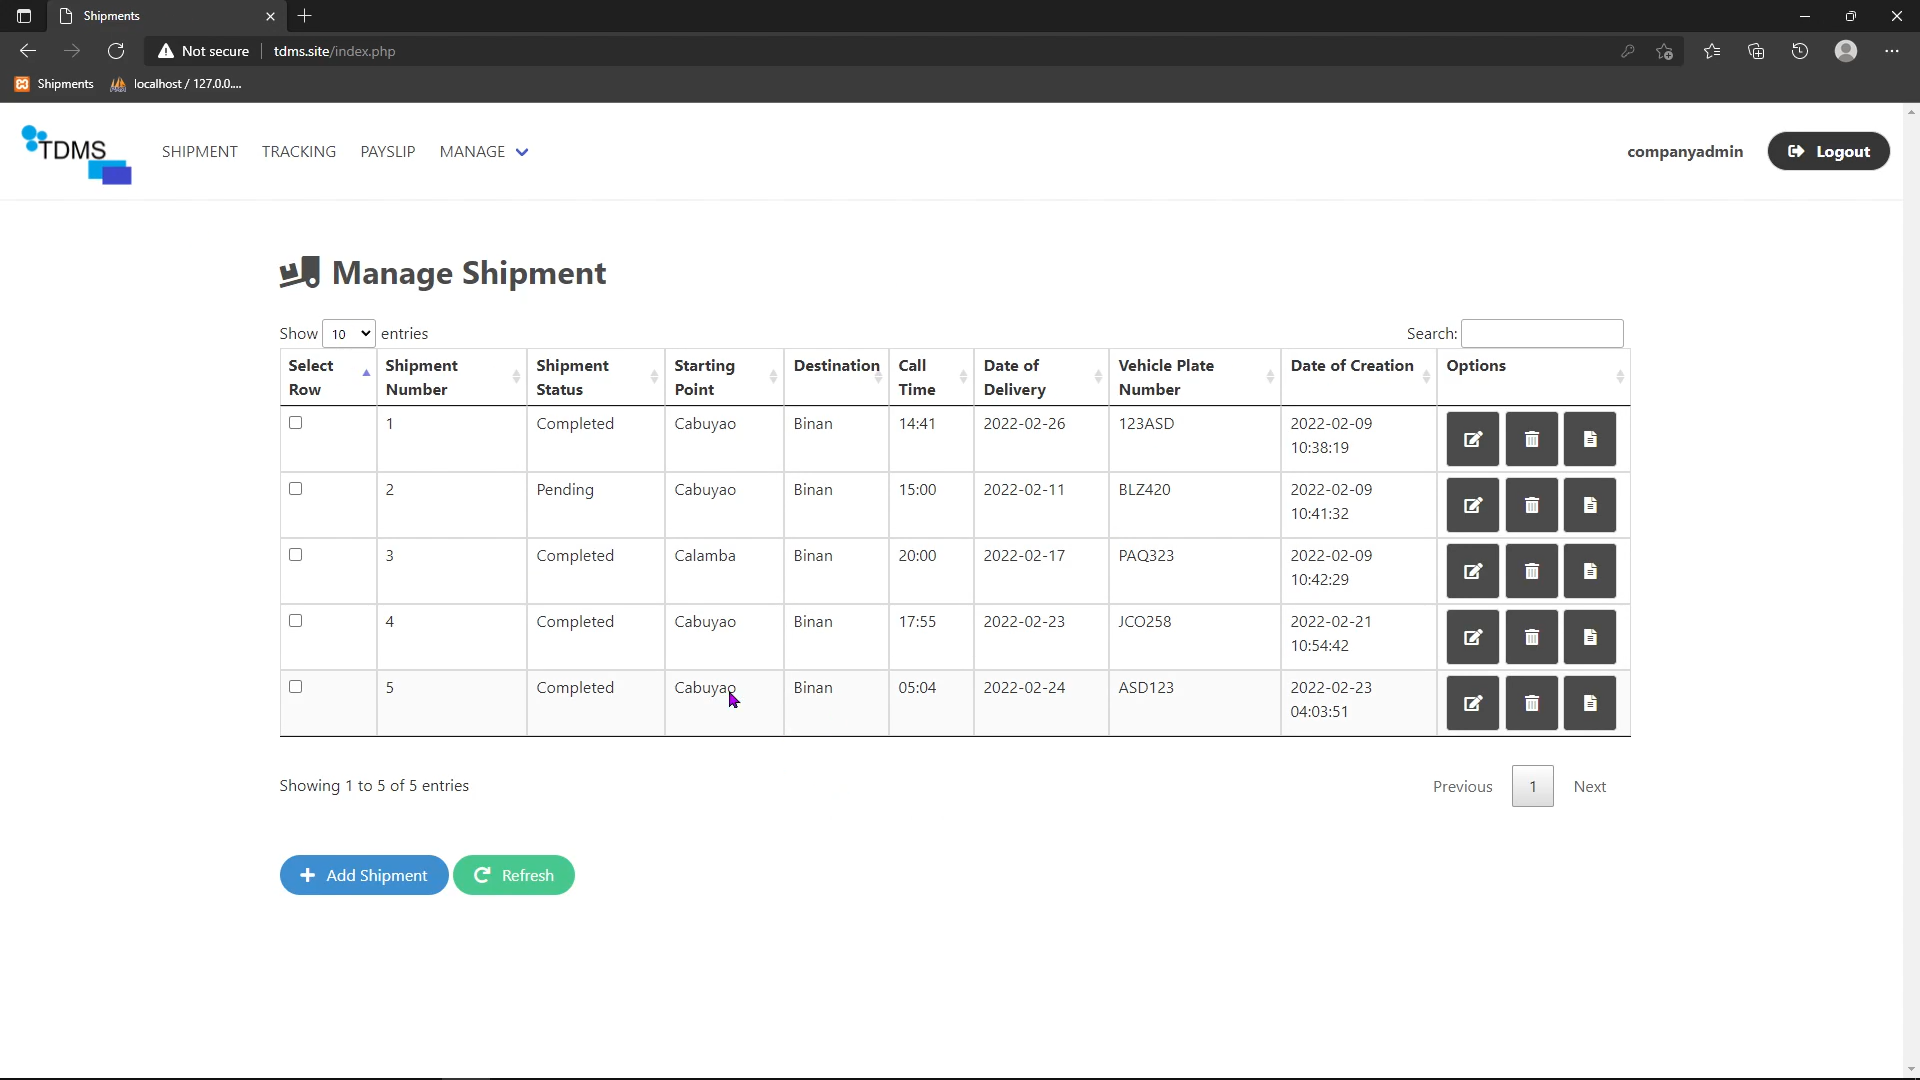 Shipments
Not secure tdms.site/index.php
Shipments localhost / 127.0.0....
TDMS SHIPMENT TRACKING PAYSLIP MANAGE companyadmin Logout
Manage Shipment
Show 10 entries Search:
Select Row Shipment Number Shipment Status Starting Point Destination Call Time Date of Delivery Vehicle Plate Number Date of Creation Options
1 Completed Cabuyao Binan 14:41 2022-02-26 123ASD 2022-02-09 10:38:19
2 Pending Cabuyao Binan 15:00 2022-02-11 BLZ420 2022-02-09 10:41:32
3 Completed Calamba Binan 20:00 2022-02-17 PAQ323 2022-02-09 10:42:29
4 Completed Cabuyao Binan 17:55 2022-02-23 JCO258 2022-02-21 10:54:42
5 Completed Cabuyao Binan 05:04 2022-02-24 ASD123 2022-02-23 04:03:51
Showing 1 to 5 of 5 entries Previous 1 Next
Add Shipment Refresh